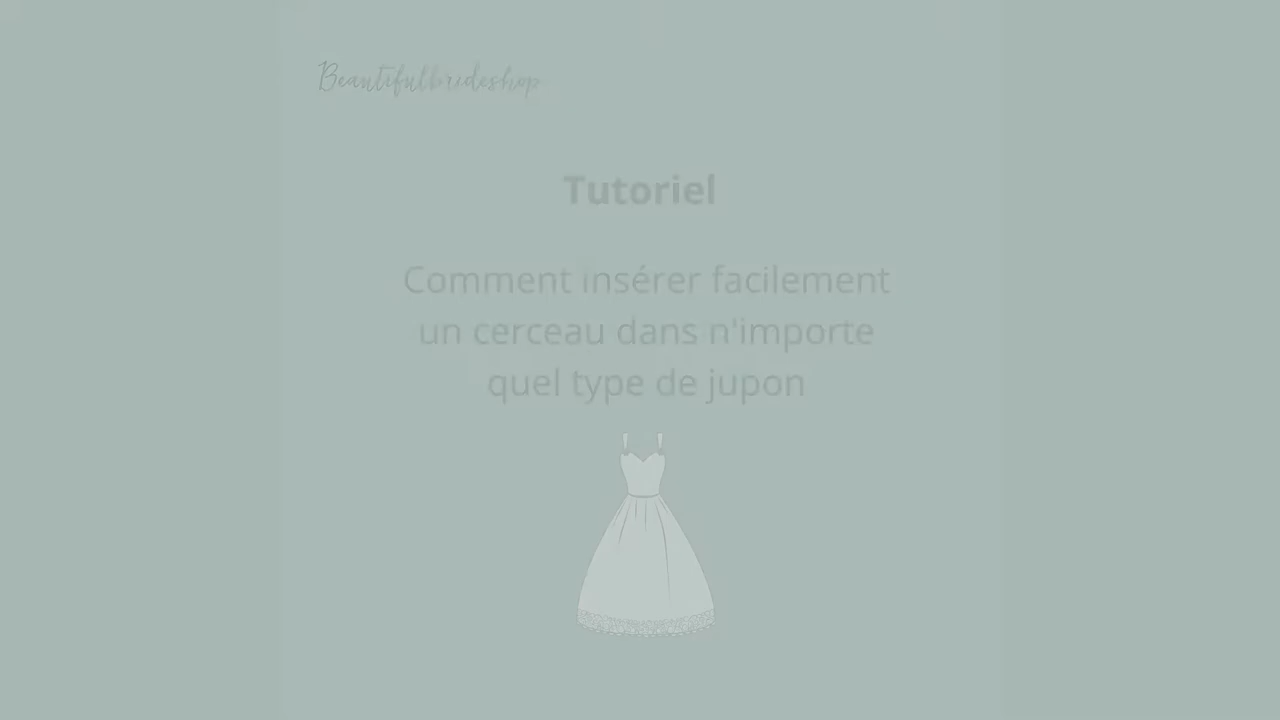 Beautifulbrideshop
Tutoriel
Comment insérer facilement
un cerceau dans n'importe
quel type de jupon